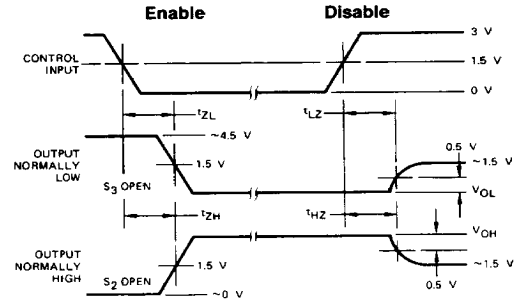 Enable
Disable
CONTROL
INPUT
3 V
1.5 V
0 V
tZL
tLZ
~4.5 V
OUTPUT
NORMALLY
LOW
1.5 V
S3 OPEN
0.5 V
~1.5 V
VOL
tZH
tHZ
VOH
OUTPUT
NORMALLY
HIGH
S2 OPEN
1.5 V
~0 V
~1.5 V
0.5 V